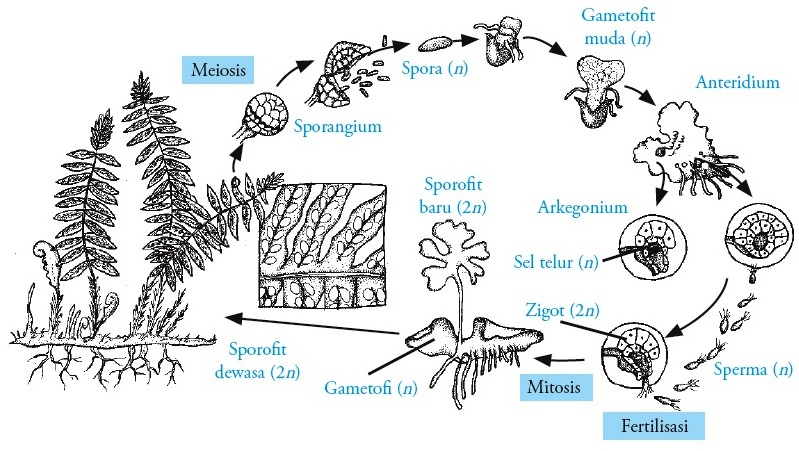 Gametofit
muda (n)
Meiosis
Spora (n)
Anteridium
Sporangium
Sporofit
baru (2n)
Arkegonium
Sel telur (n)
Zigot (2n)
Sporofit
dewasa (2n)
Gametofi (n)
Mitosis
Sperma (n)
Fertilisasi